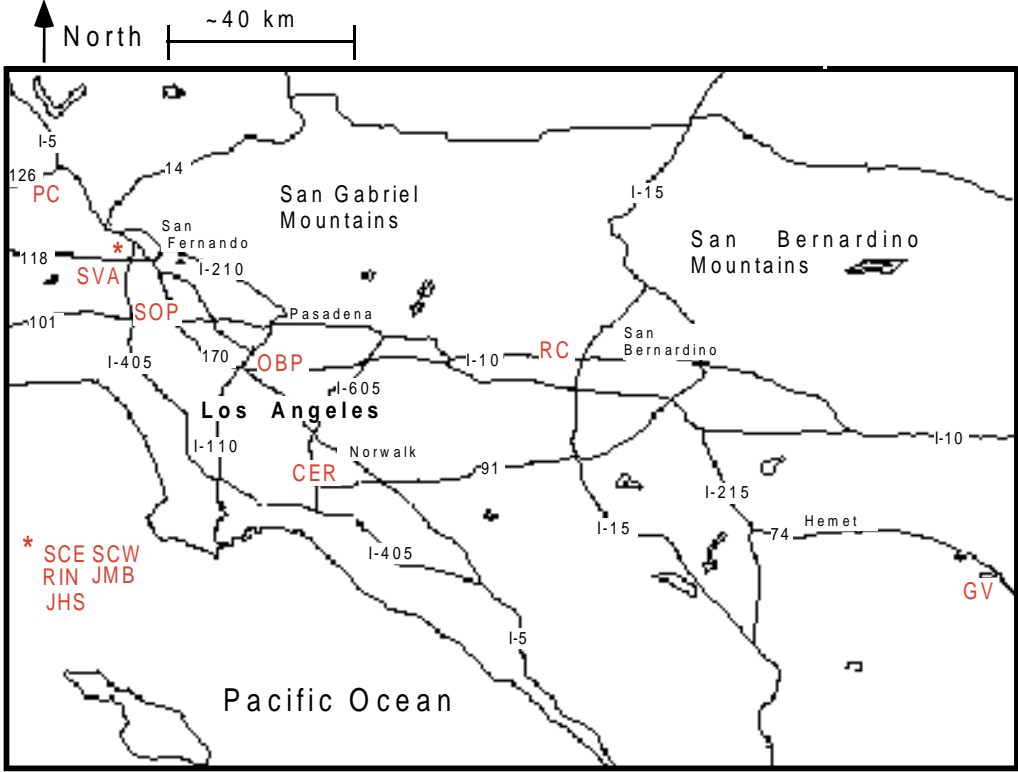 ~40 km
North
I-5
126
PC
14
San Gabriel
Mountains
I-15
San
Fernando
*
118
SVA
I-210
San Bernardino
Mountains
101
SOP
Pasadena
I-405
170
OBP
I-10
RC
San
Bernardino
I-605
Los Angeles
I-110
Norwalk
I-10
CER
91
I-215
I-15
Hemet
74
*
SCE SCW
RIN JMB
JHS
I-405
GV
I-5
Pacific Ocean